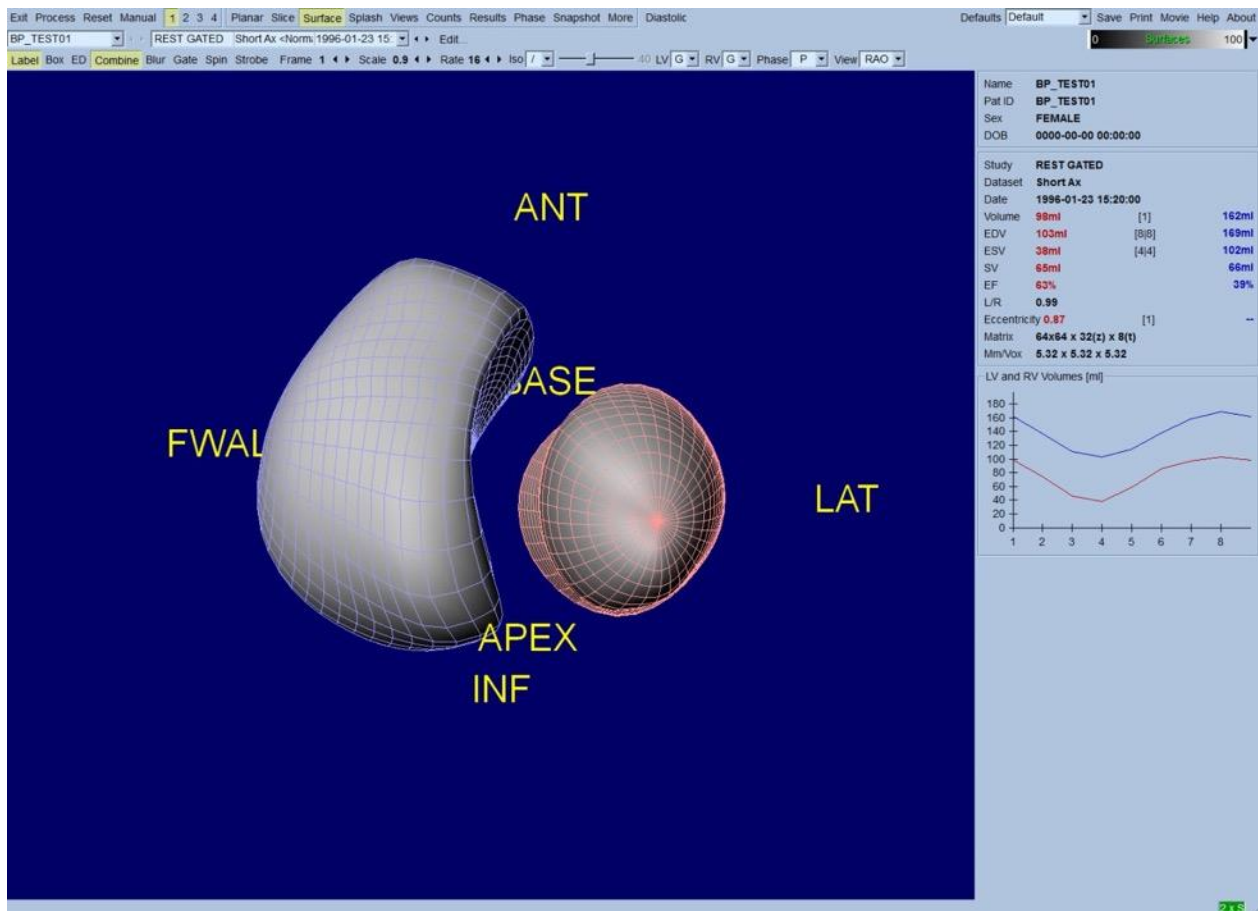 Exit Process Reset Manual 1 2 3 4 Planar Slice Surface Splash Views Counts Results Phase Snapshot More Diastolic Defaults Default Save Print Movie Help About
BP_TEST01 REST GATED Short Ax <Norm 1996-01-23 15: Edit... 0 Surfaces 100
Label Box ED Combine Blur Gate Spin Strobe Frame 1 Scale 0.9 Rate 16 Iso / 40 LV G RV G Phase P View RAO
ANT
BASE
FWAL
LAT
APEX
INF
Name BP_TEST01
Pat ID BP_TEST01
Sex FEMALE
DOB 0000-00-00 00:00:00
Study REST GATED
Dataset Short Ax
Date 1996-01-23 15:20:00
Volume 98ml [1] 162ml
EDV 103ml [8|8] 169ml
ESV 38ml [4|4] 102ml
SV 65ml 66ml
EF 63% 39%
L/R 0.99
Eccentricity 0.87 [1] --
Matrix 64x64 x 32(z) x 8(t)
Mm/Vox 5.32 x 5.32 x 5.32
LV and RV Volumes [ml]
180
160
140
120
100
80
60
40
20
0
1 2 3 4 5 6 7 8
2 x S